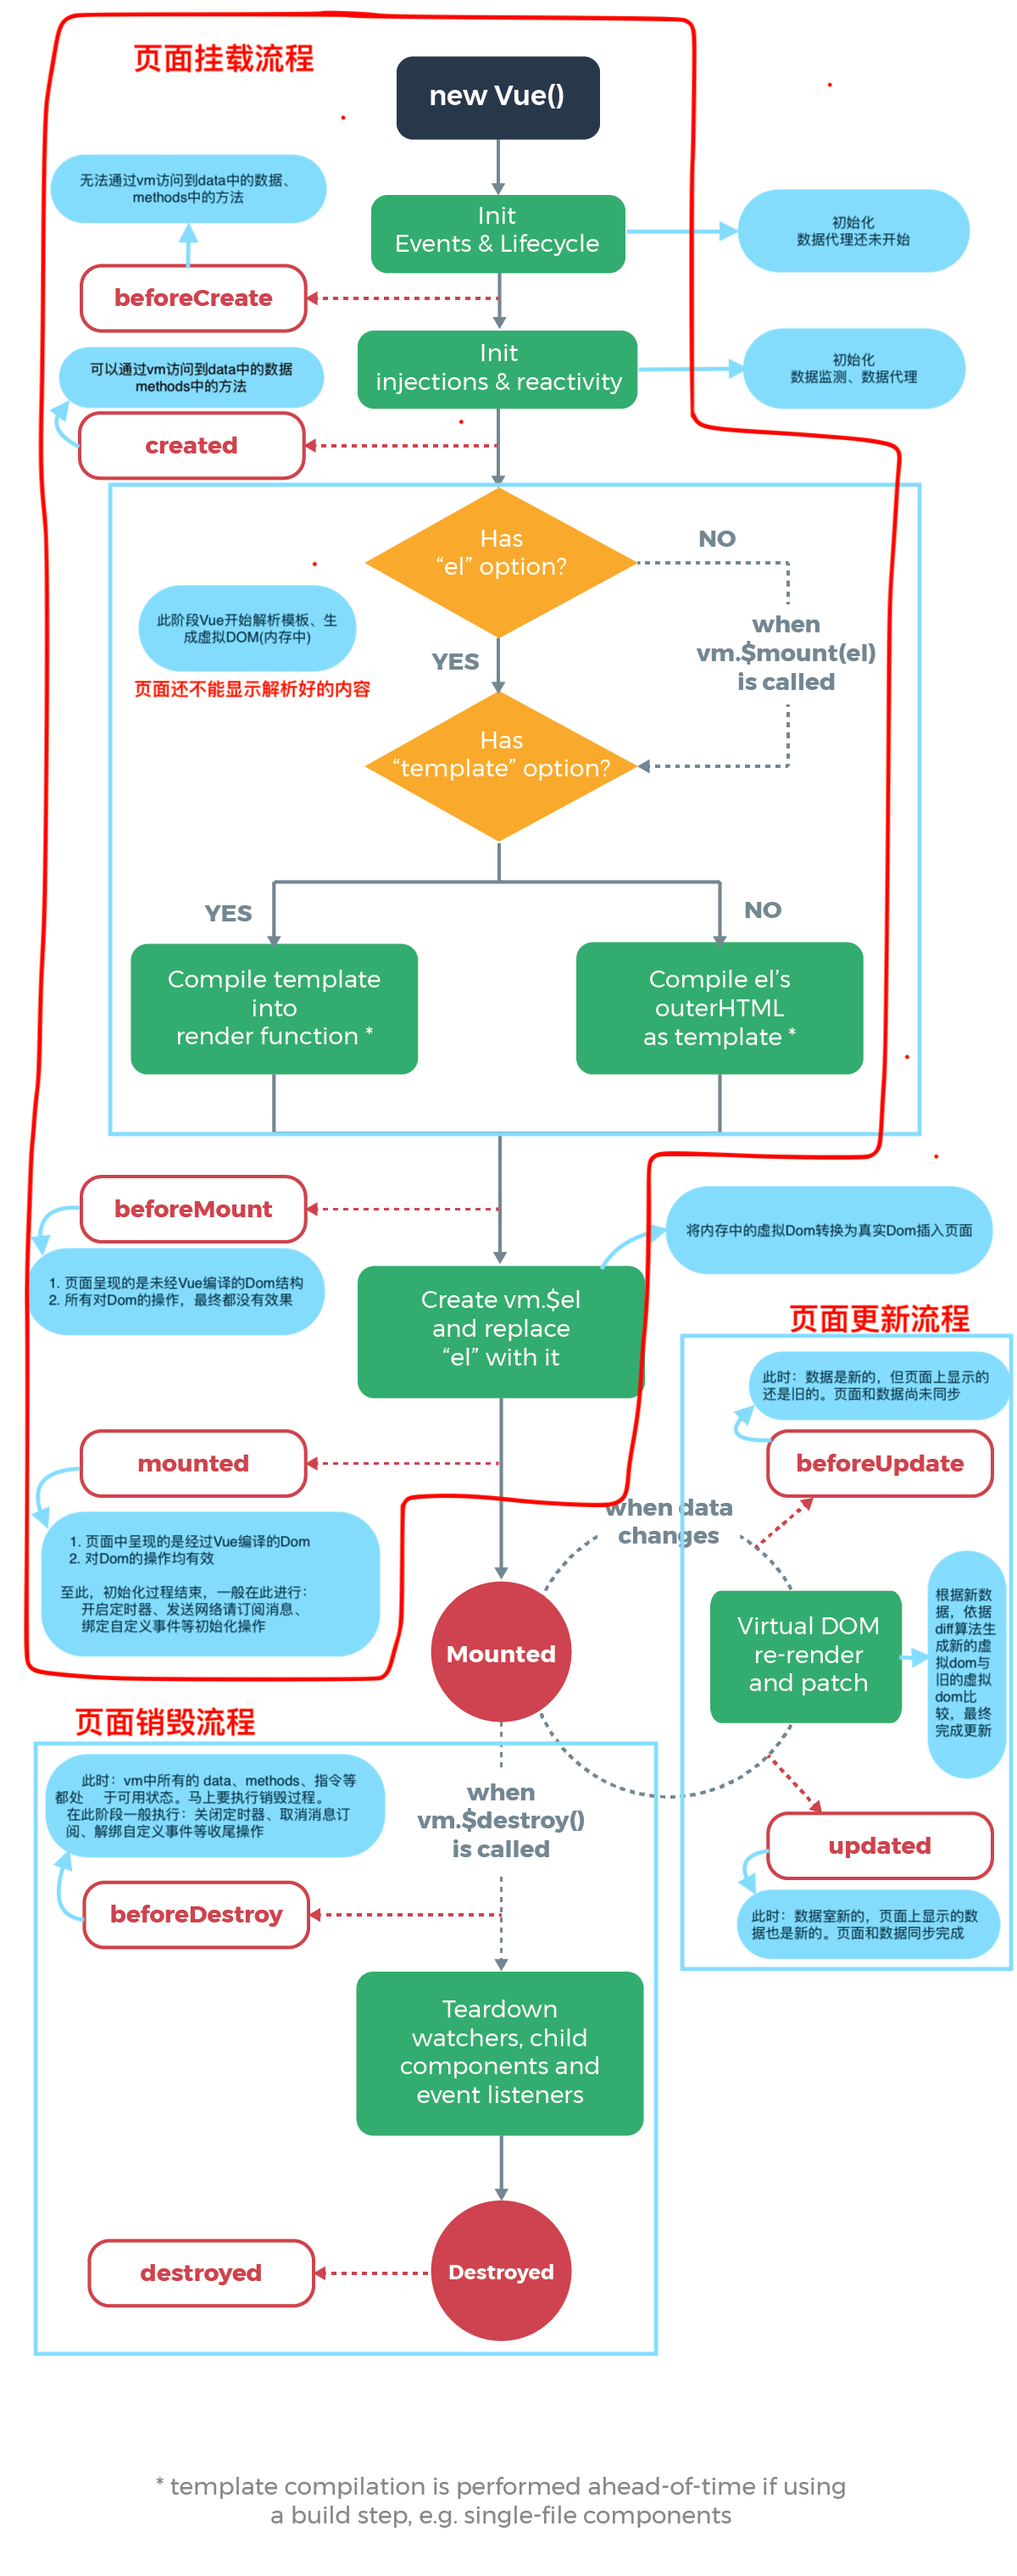 页面挂载流程
new Vue()
无法通过vm访问到data中的数据、
methods中的方法
Init
Events & Lifecycle
初始化
数据代理还未开始
beforeCreate
可以通过vm访问到data中的数据
methods中的方法
Init
injections & reactivity
初始化
数据监测、数据代理
created
Has
“el” option?
NO
此阶段Vue开始解析模板、生
成虚拟DOM(内存中)
页面还不能显示解析好的内容
YES
when
vm.$mount(el)
is called
Has
“template” option?
YES
NO
Compile template
into
render function *
Compile el’s
outerHTML
as template *
beforeMount
将内存中的虚拟Dom转换为真实Dom插入页面
1. 页面呈现的是未经Vue编译的Dom结构
2. 所有对Dom的操作，最终都没有效果
Create vm.$el
and replace
“el” with it
页面更新流程
此时：数据是新的，但页面上显示的
还是旧的。页面和数据尚未同步
mounted
beforeUpdate
when data
changes
1. 页面中呈现的是经过Vue编译的Dom
2. 对Dom的操作均有效
至此，初始化过程结束，一般在此进行：
开启定时器、发送网络请订阅消息、
绑定自定义事件等初始化操作
Mounted
Virtual DOM
re-render
and patch
根据新数
据，依据
diff算法生
成新的虚
拟dom与
旧的虚拟
dom比
较，最终
完成更新
页面销毁流程
此时：vm中所有的 data、methods、指令等
都处 于可用状态。马上要执行销毁过程。
在此阶段一般执行：关闭定时器、取消消息订
阅、解绑自定义事件等收尾操作
when
vm.$destroy()
is called
updated
beforeDestroy
此时：数据室新的，页面上显示的数
据也是新的。页面和数据同步完成
Teardown
watchers, child
components and
event listeners
destroyed
Destroyed
* template compilation is performed ahead-of-time if using
a build step, e.g. single-file components